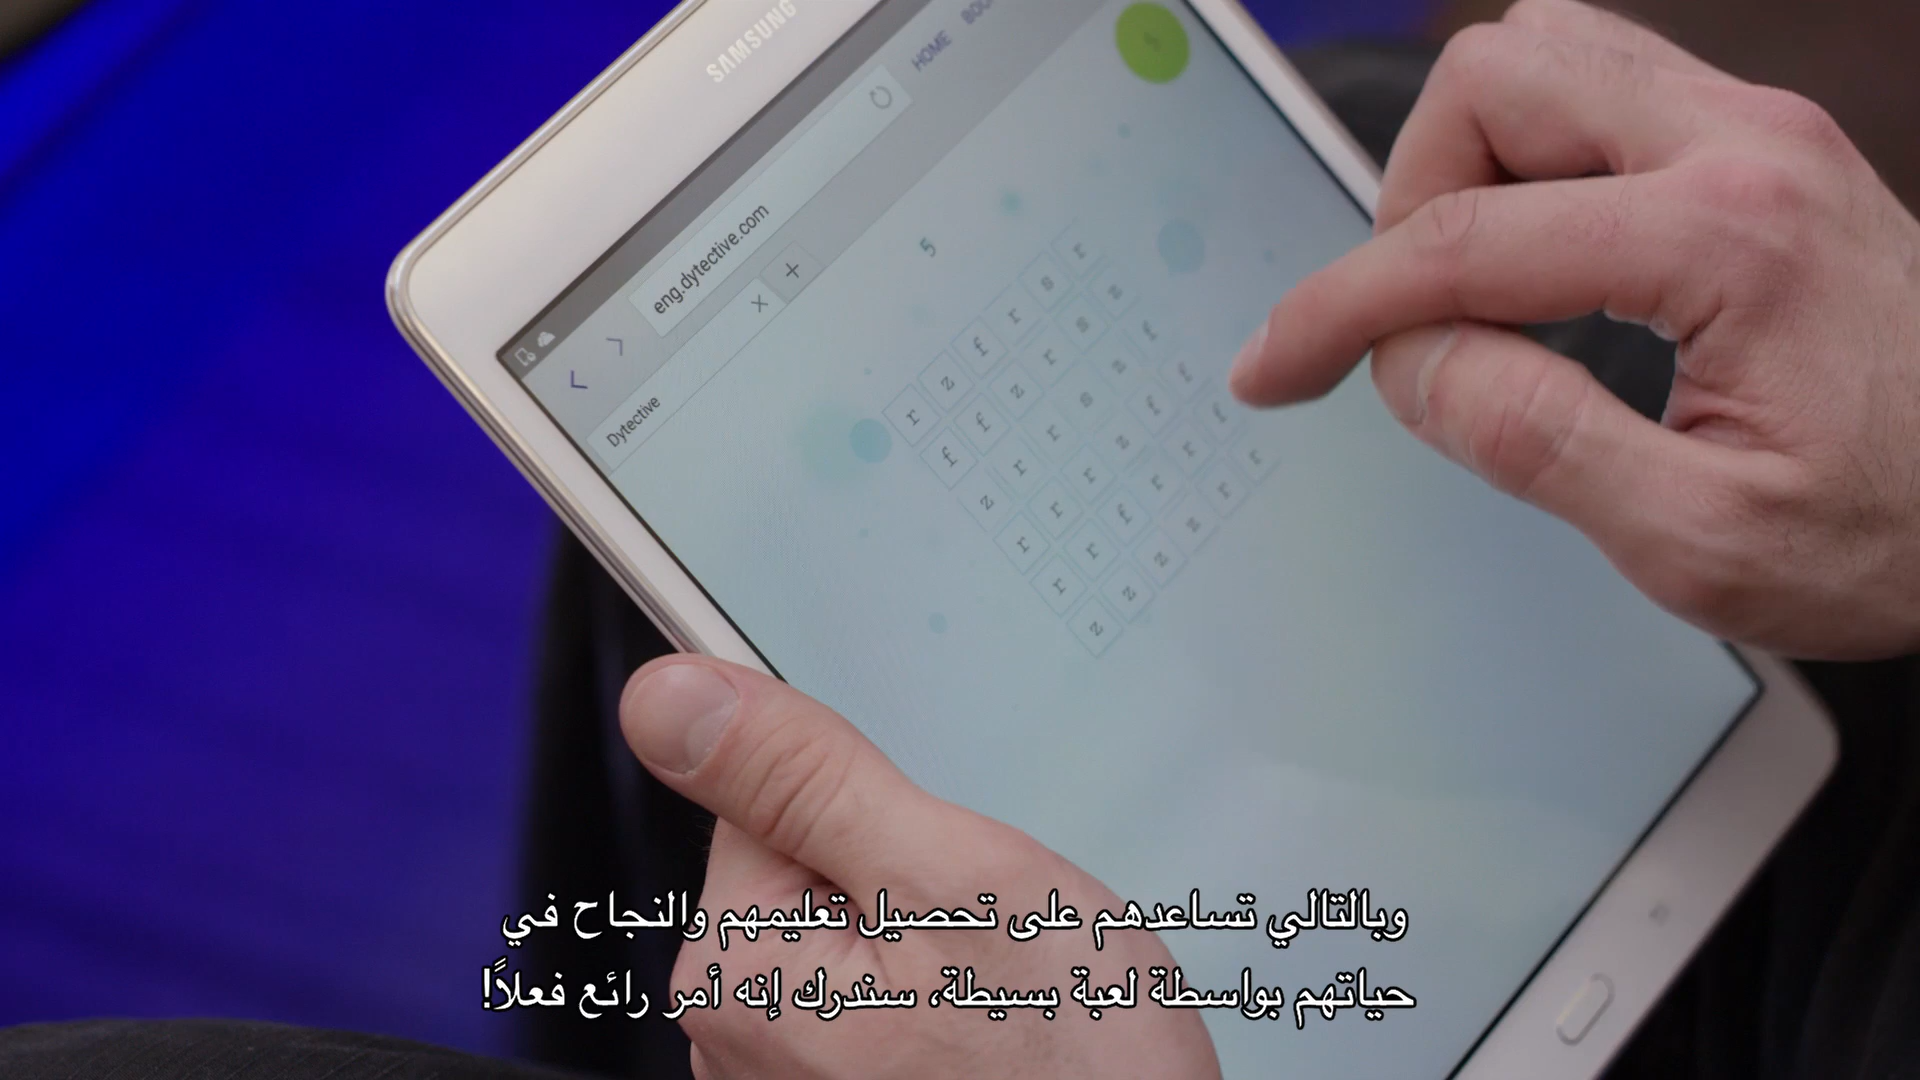 SAMSUNG
eng.dytective.com
HOME
Dytective
5
r z f r s r
f f z r s z
z r r s z f
r r r z f f
r r f r r f
z z z z r r
وبالتالي تساعدهم على تحصيل تعليمهم والنجاح في
حياتهم بواسطة لعبة بسيطة، سندرك إنه أمر رائع فعلاً!